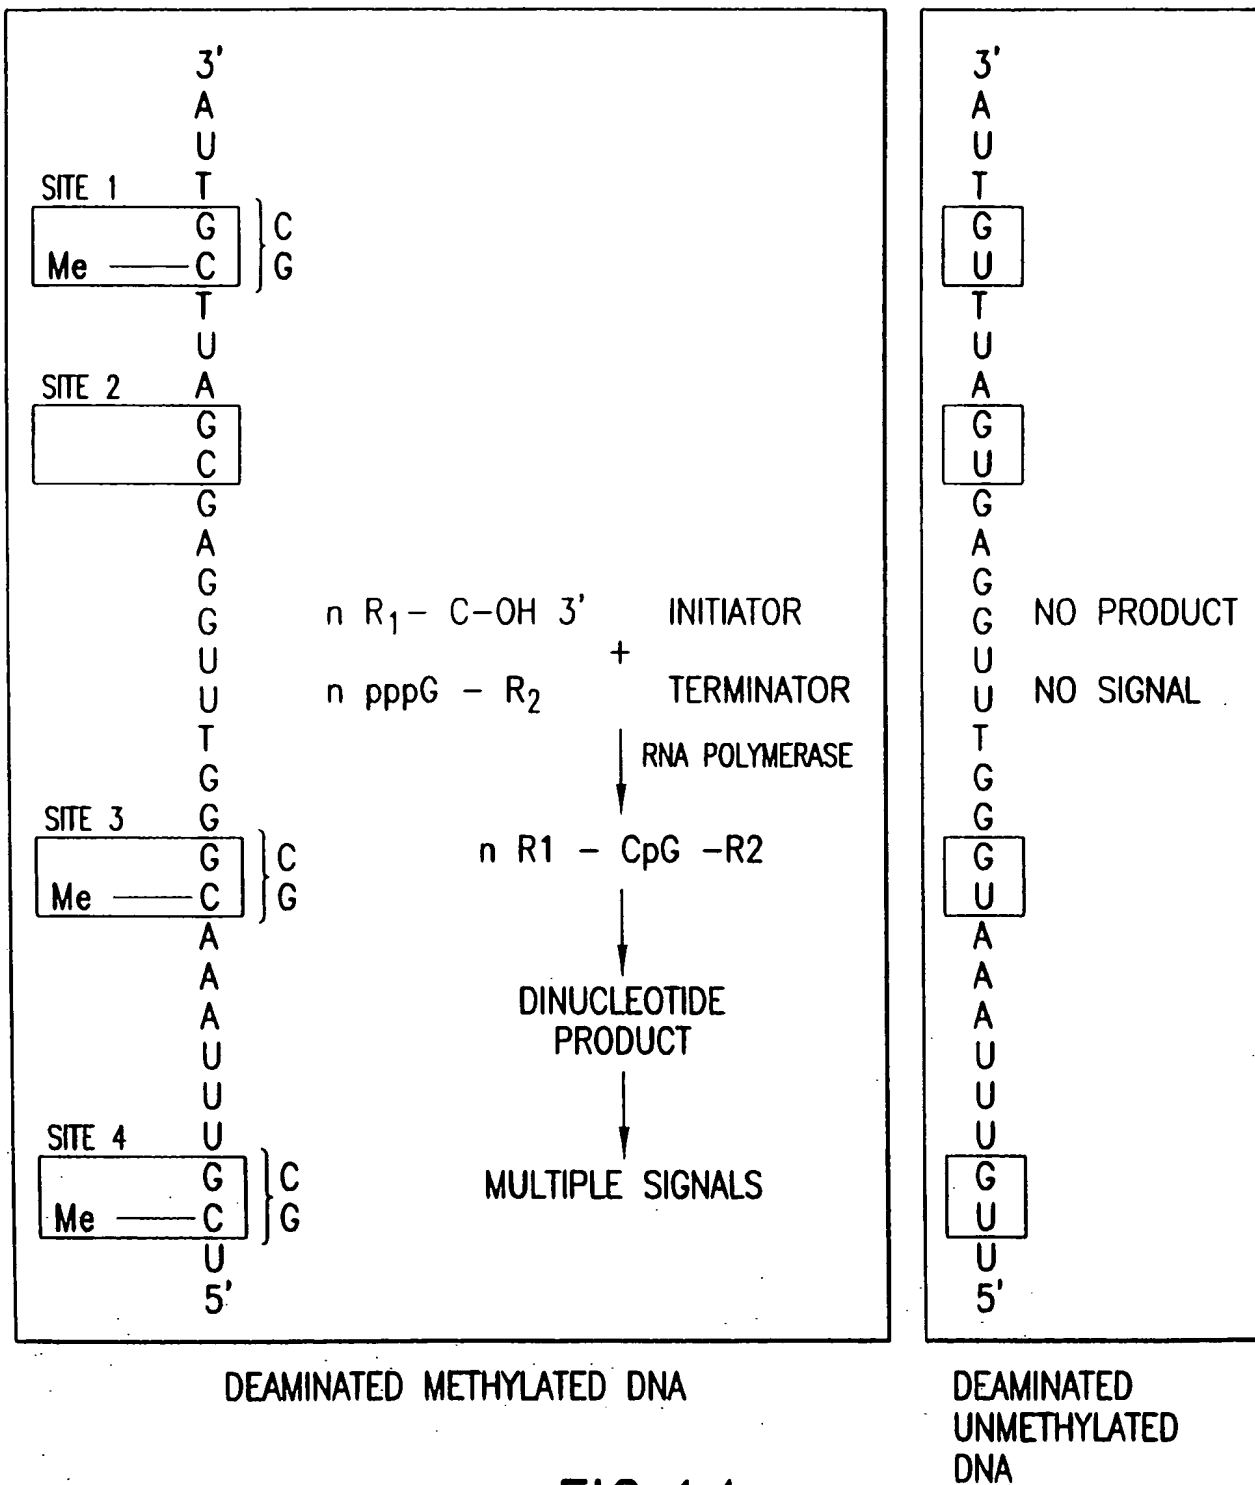 3'
A
U
SITE 1 T
G C
Me C G
T
U
SITE 2 A
G
C
G
A
G
G
U
U
T
G
SITE 3 G
G C
Me C G
A
A
A
U
U
SITE 4 U
G C
Me C G
U
5'
n R1 – C–OH 3' INITIATOR
+
n pppG – R2 TERMINATOR
RNA POLYMERASE
n R1 – CpG –R2
DINUCLEOTIDE
PRODUCT
MULTIPLE SIGNALS
DEAMINATED METHYLATED DNA
3'
A
U
T
G
U
T
U
A
G
U
G
A
G
G
U
U
T
G
G
G
U
A
A
A
U
U
U
G
U
U
5'
NO PRODUCT
NO SIGNAL
DEAMINATED
UNMETHYLATED
DNA